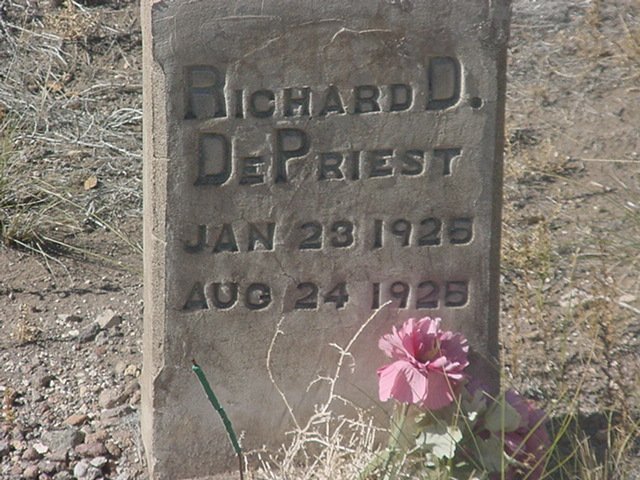 Richard D.
DePriest
Jan 23 1925
Aug 24 1925